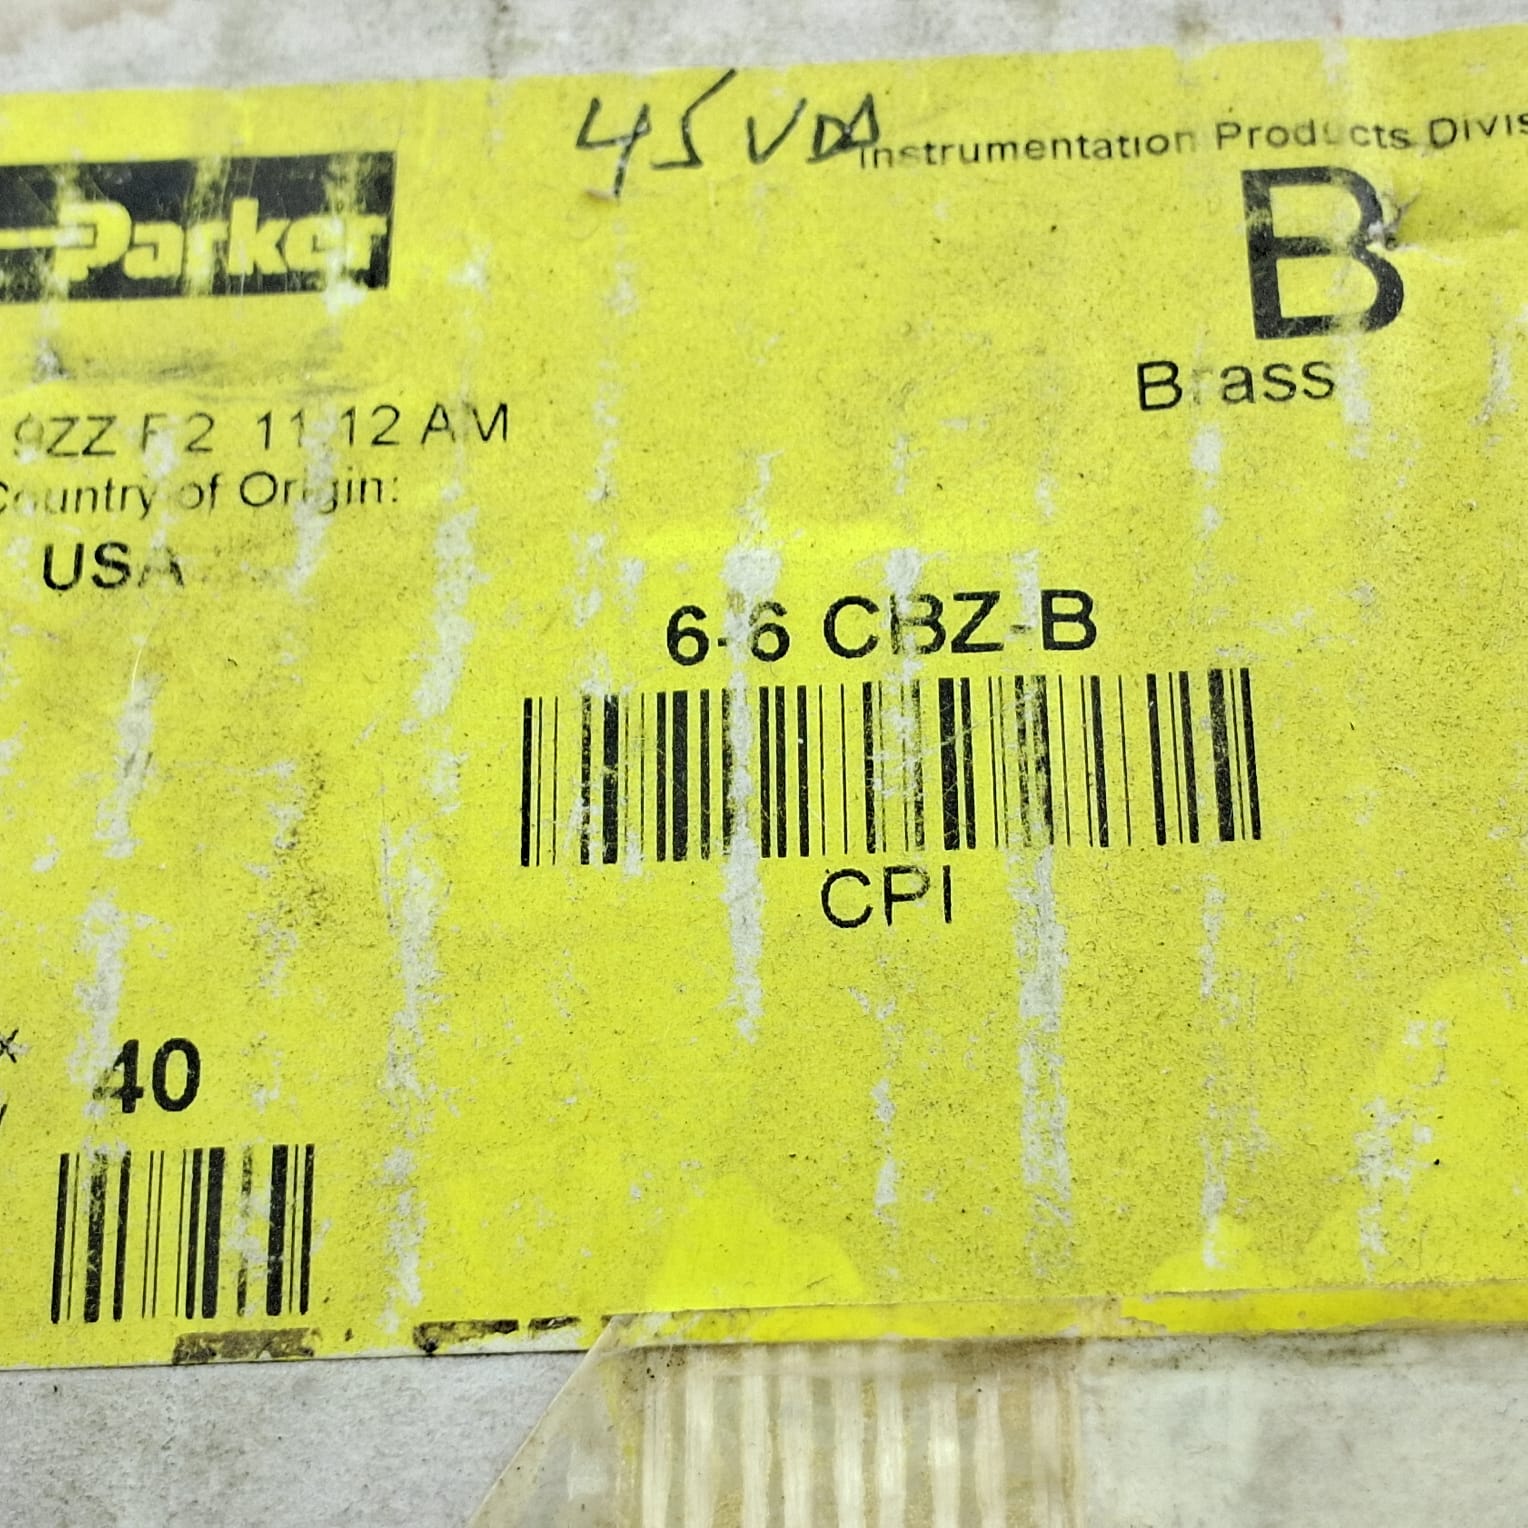 45 VDA
Instrumentation Products Divis
Parker
B
Brass
9ZZ F 2 11:12 AM
Country of Origin:
USA
6-6 CBZ-B
CPI
40